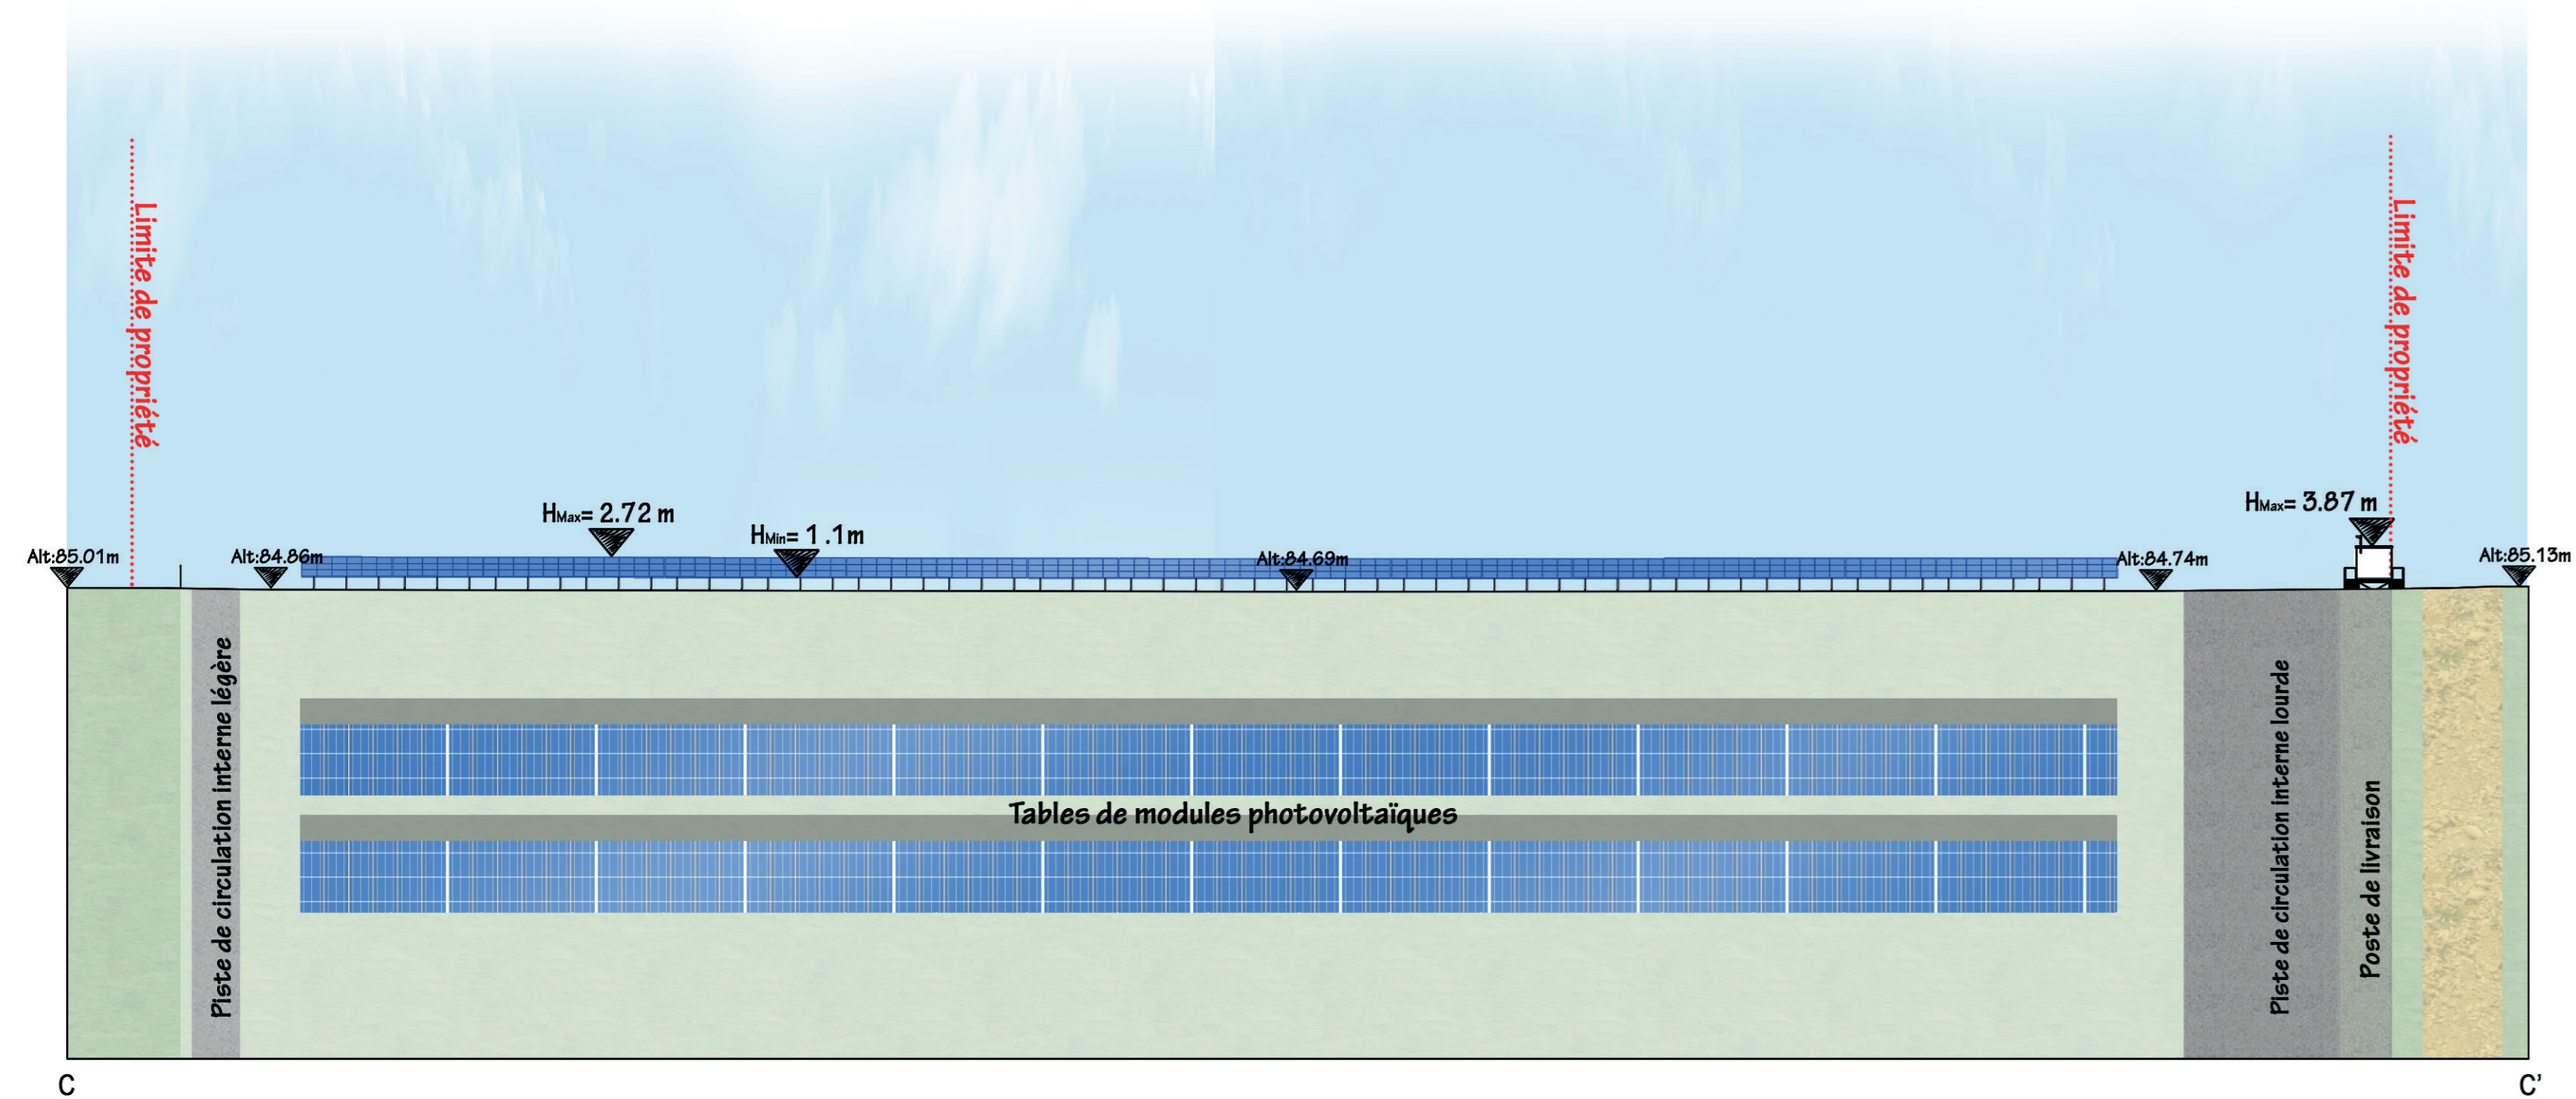 Limite de propriété
Limite de propriété
HMax= 2.72 m
HMin= 1.1m
HMax= 3.87 m
Alt:85.01m
Alt:84.86m
Alt:84.69m
Alt:84.74m
Alt:85.13m
Piste de circulation interne légère
Tables de modules photovoltaïques
Piste de circulation interne lourde
Poste de livraison
C
C'